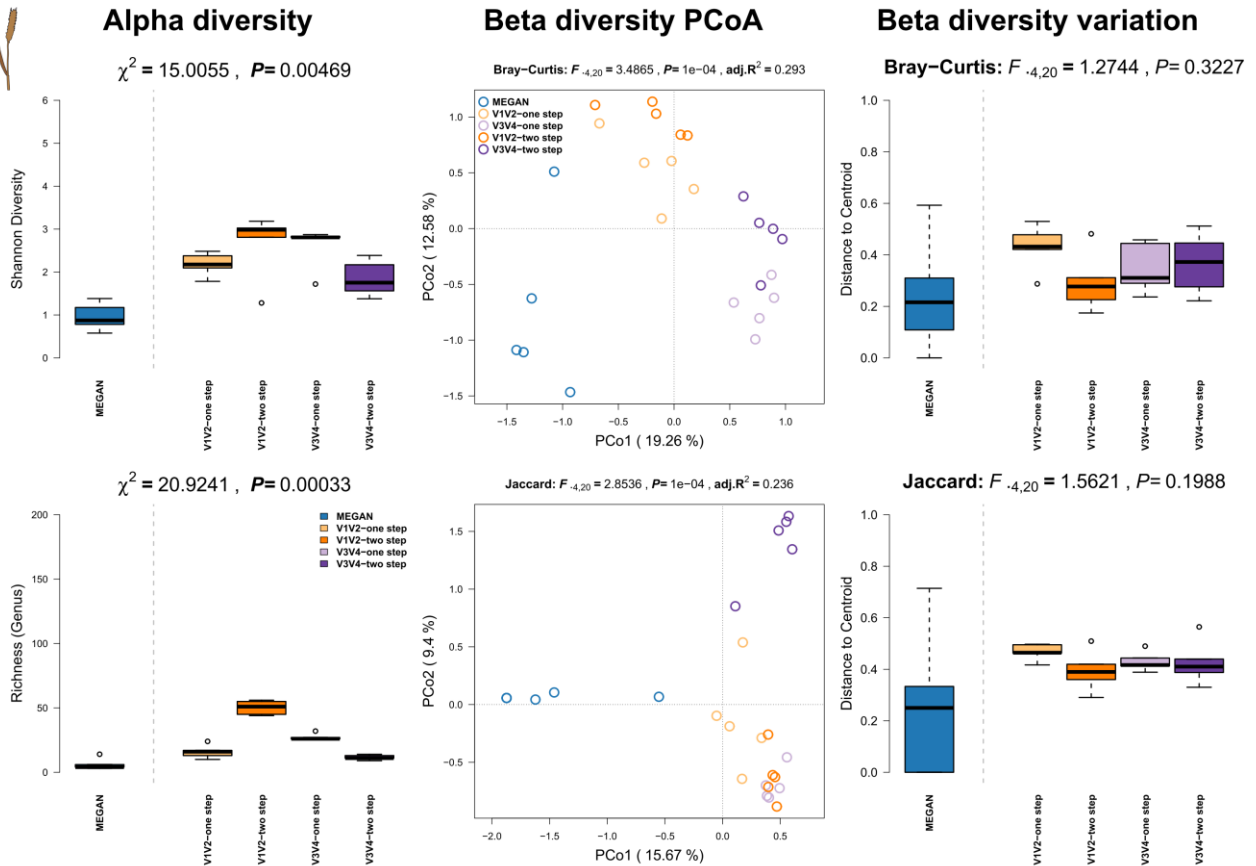 Alpha diversity
Beta diversity PCoA
Beta diversity variation
χ² = 15.0055 , P= 0.00469
Bray−Curtis: F ·4,20 = 3.4865 , P= 1e−04 , adj.R² = 0.293
Bray−Curtis: F ·4,20 = 1.2744 , P= 0.3227
Shannon Diversity
6
5
4
3
2
1
0
MEGAN
V1V2−one step
V1V2−two step
V3V4−one step
V3V4−two step
MEGAN
V1V2−one step
V3V4−one step
V1V2−two step
V3V4−two step
PCo2 ( 12.58 %)
1.0
0.5
0.0
−0.5
−1.0
−1.5
−1.5
−1.0
−0.5
0.0
0.5
1.0
PCo1 ( 19.26 %)
Distance to Centroid
1.0
0.8
0.6
0.4
0.2
0.0
MEGAN
V1V2−one step
V1V2−two step
V3V4−one step
V3V4−two step
χ² = 20.9241 , P= 0.00033
Jaccard: F ·4,20 = 2.8536 , P= 1e−04 , adj.R² = 0.236
Jaccard: F ·4,20 = 1.5621 , P= 0.1988
Richness (Genus)
200
150
100
50
0
MEGAN
V1V2−one step
V1V2−two step
V3V4−one step
V3V4−two step
MEGAN
V1V2−one step
V1V2−two step
V3V4−one step
V3V4−two step
PCo2 ( 9.4 %)
1.5
1.0
0.5
0.0
−0.5
−2.0
−1.5
−1.0
−0.5
0.0
0.5
PCo1 ( 15.67 %)
Distance to Centroid
1.0
0.8
0.6
0.4
0.2
0.0
MEGAN
V1V2−one step
V1V2−two step
V3V4−one step
V3V4−two step